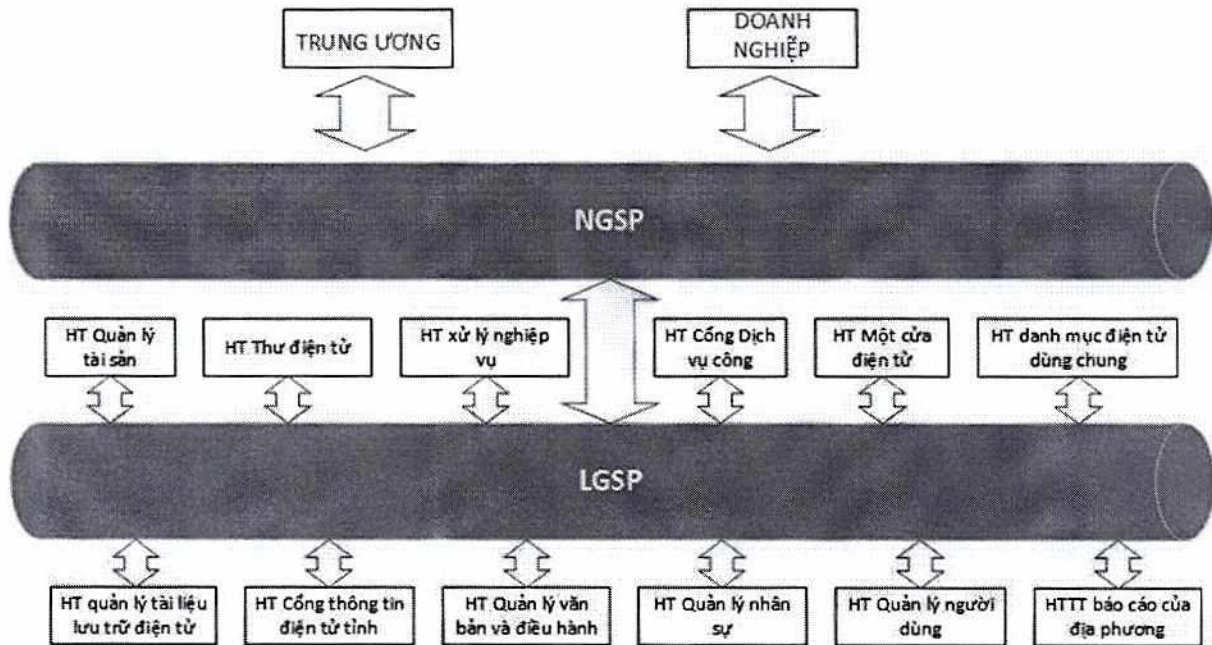 TRUNG ƯƠNG
DOANH
NGHIỆP
NGSP
HT Quản lý
tài sản
HT Thư điện tử
HT xử lý nghiệp
vụ
HT Cổng Dịch
vụ công
HT Một cửa
điện tử
HT danh mục điện tử
dùng chung
LGSP
HT quản lý tài liệu
lưu trữ điện tử
HT Cổng thông tin
điện tử tỉnh
HT Quản lý văn
bản và điều hành
HT Quản lý nhân
sự
HT Quản lý người
dùng
HTTT báo cáo của
địa phương